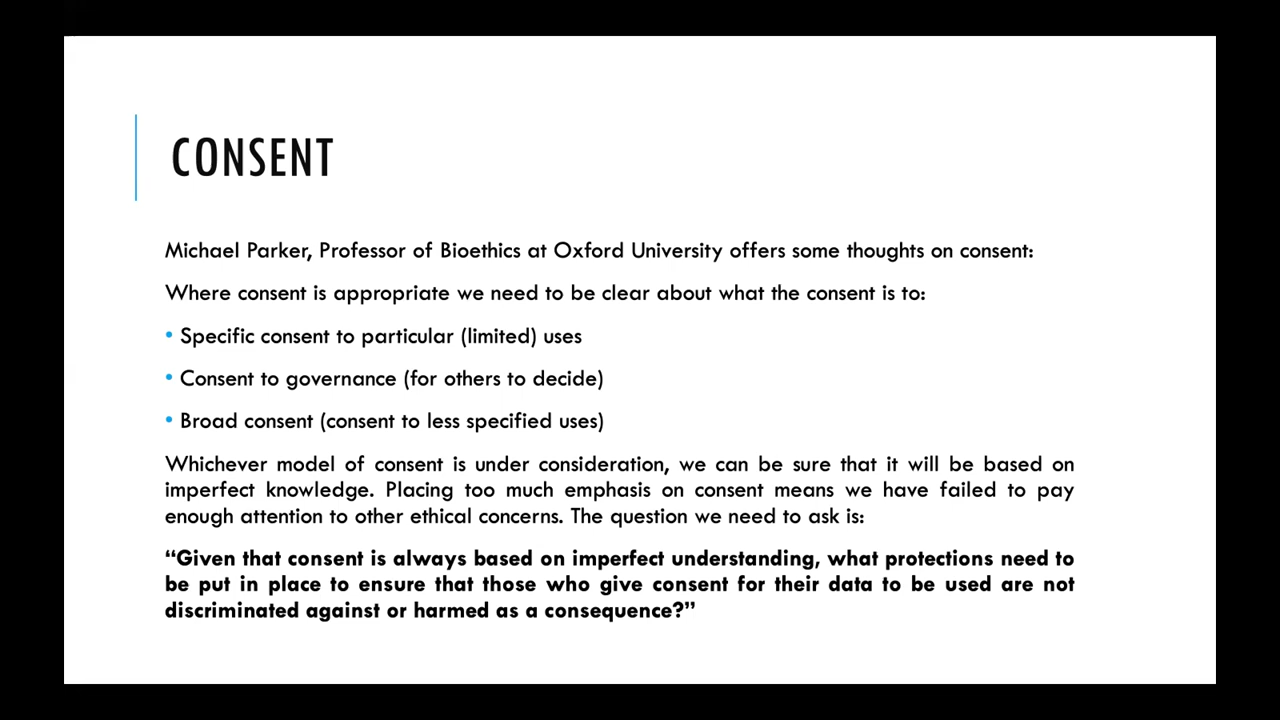 CONSENT
Michael Parker, Professor of Bioethics at Oxford University offers some thoughts on consent:
Where consent is appropriate we need to be clear about what the consent is to:
• Specific consent to particular (limited) uses
• Consent to governance (for others to decide)
• Broad consent (consent to less specified uses)
Whichever model of consent is under consideration, we can be sure that it will be based on
imperfect knowledge. Placing too much emphasis on consent means we have failed to pay
enough attention to other ethical concerns. The question we need to ask is:
“Given that consent is always based on imperfect understanding, what protections need to
be put in place to ensure that those who give consent for their data to be used are not
discriminated against or harmed as a consequence?”